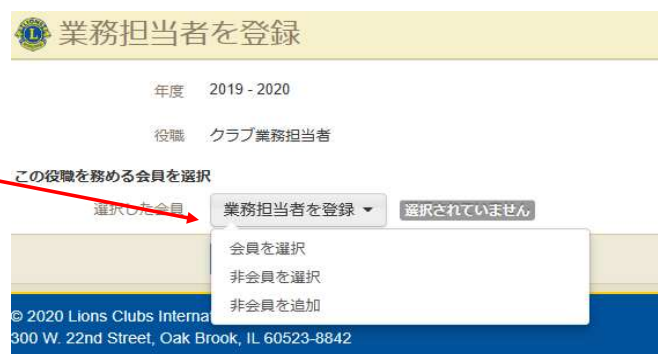 業務担当者を登録
年度 2019 - 2020
役職 クラブ業務担当者
この役職を務める会員を選択
選択した会員 業務担当者を登録 選択されていません
会員を選択
非会員を選択
非会員を追加
© 2020 Lions Clubs Interna
300 W. 22nd Street, Oak Brook, IL 60523-8842